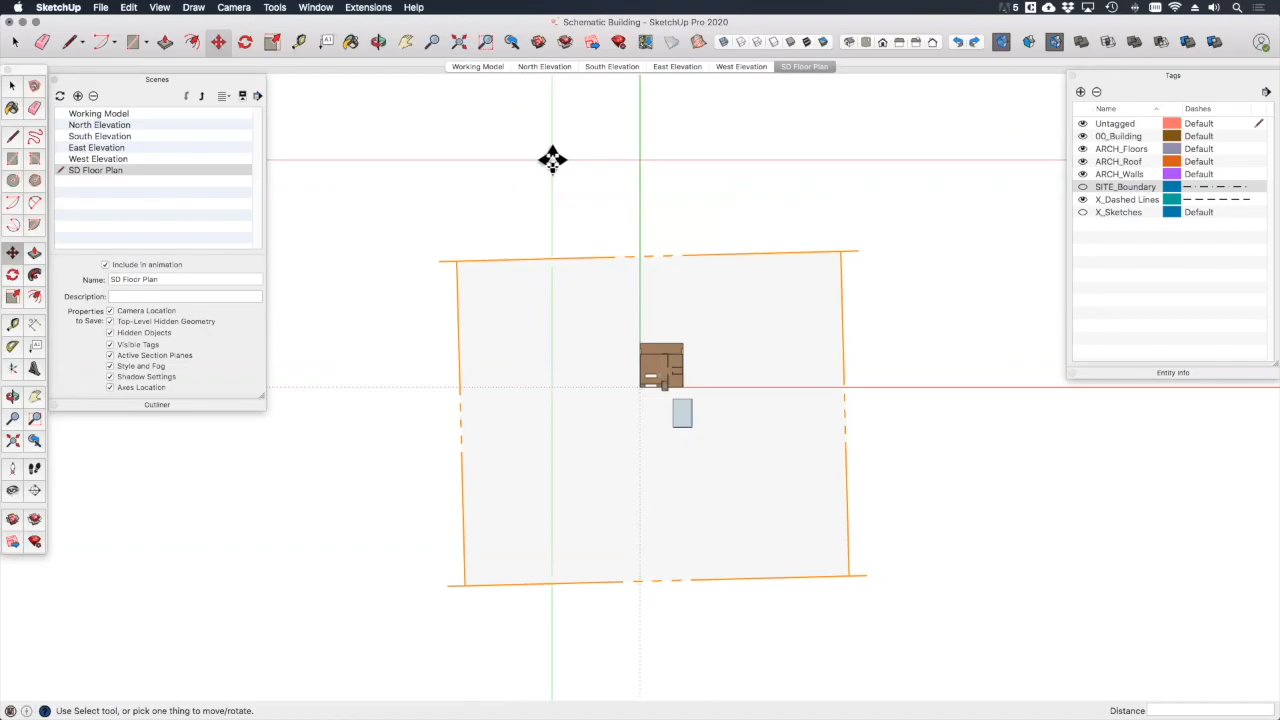 SketchUp File Edit View Draw Camera Tools Window Extensions Help
5
Schematic Building - SketchUp Pro 2020
Working Model North Elevation South Elevation East Elevation West Elevation SD Floor Plan
Scenes
Working Model
North Elevation
South Elevation
East Elevation
West Elevation
SD Floor Plan
Include in animation
Name: SD Floor Plan
Description:
Properties to Save:
Camera Location
Top-Level Hidden Geometry
Hidden Objects
Visible Tags
Active Section Planes
Style and Fog
Shadow Settings
Axes Location
Outliner
Tags
Name Dashes
Untagged Default
00_Building Default
ARCH_Floors Default
ARCH_Roof Default
ARCH_Walls Default
SITE_Boundary
X_Dashed Lines
X_Sketches Default
Entity Info
Use Select tool, or pick one thing to move/rotate.
Distance